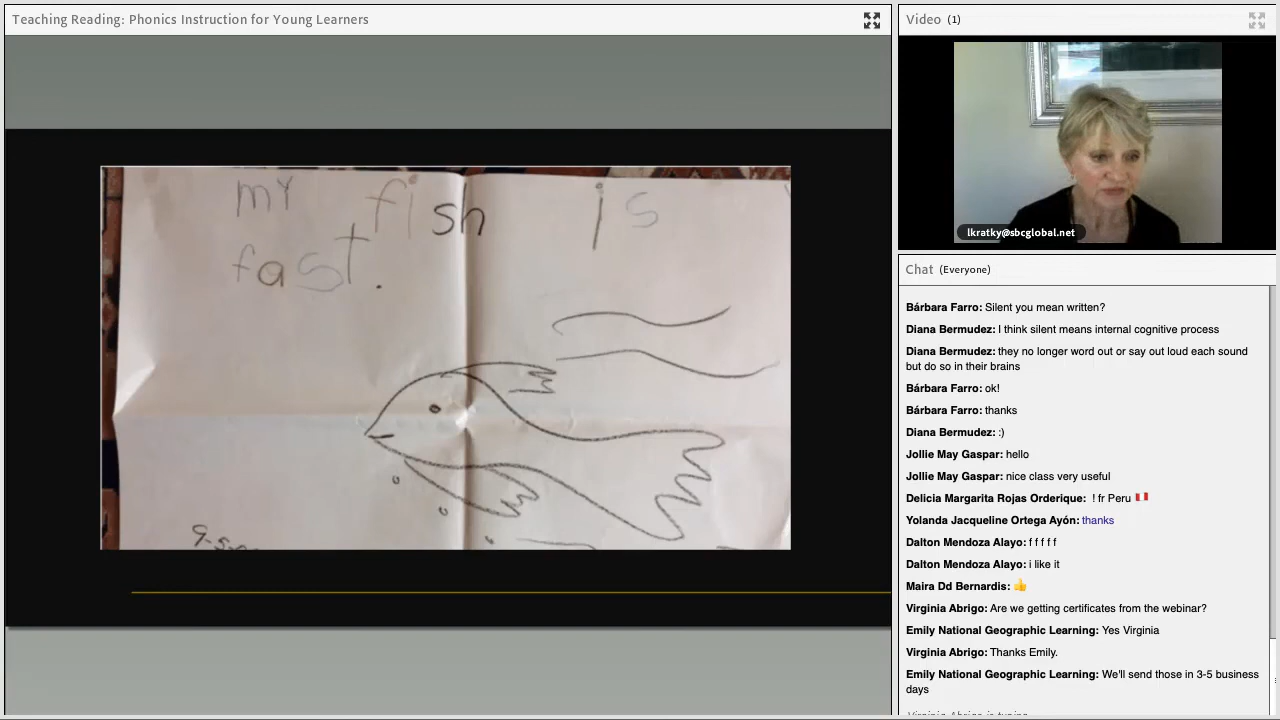 Teaching Reading: Phonics Instruction for Young Learners
my fish is
fast.
Video (1)
lkratky@sbcglobal.net
Chat (Everyone)
Bárbara Farro: Silent you mean written?
Diana Bermudez: I think silent means internal cognitive process
Diana Bermudez: they no longer word out or say out loud each sound
but do so in their brains
Bárbara Farro: ok!
Bárbara Farro: thanks
Diana Bermudez: :)
Jollie May Gaspar: hello
Jollie May Gaspar: nice class very useful
Delicia Margarita Rojas Orderique: ! fr Peru 🇵🇪
Yolanda Jacqueline Ortega Ayón: thanks
Dalton Mendoza Alayo: f f f f f
Dalton Mendoza Alayo: i like it
Maira Dd Bernardis: 👍
Virginia Abrigo: Are we getting certificates from the webinar?
Emily National Geographic Learning: Yes Virginia
Virginia Abrigo: Thanks Emily.
Emily National Geographic Learning: We'll send those in 3-5 business
days